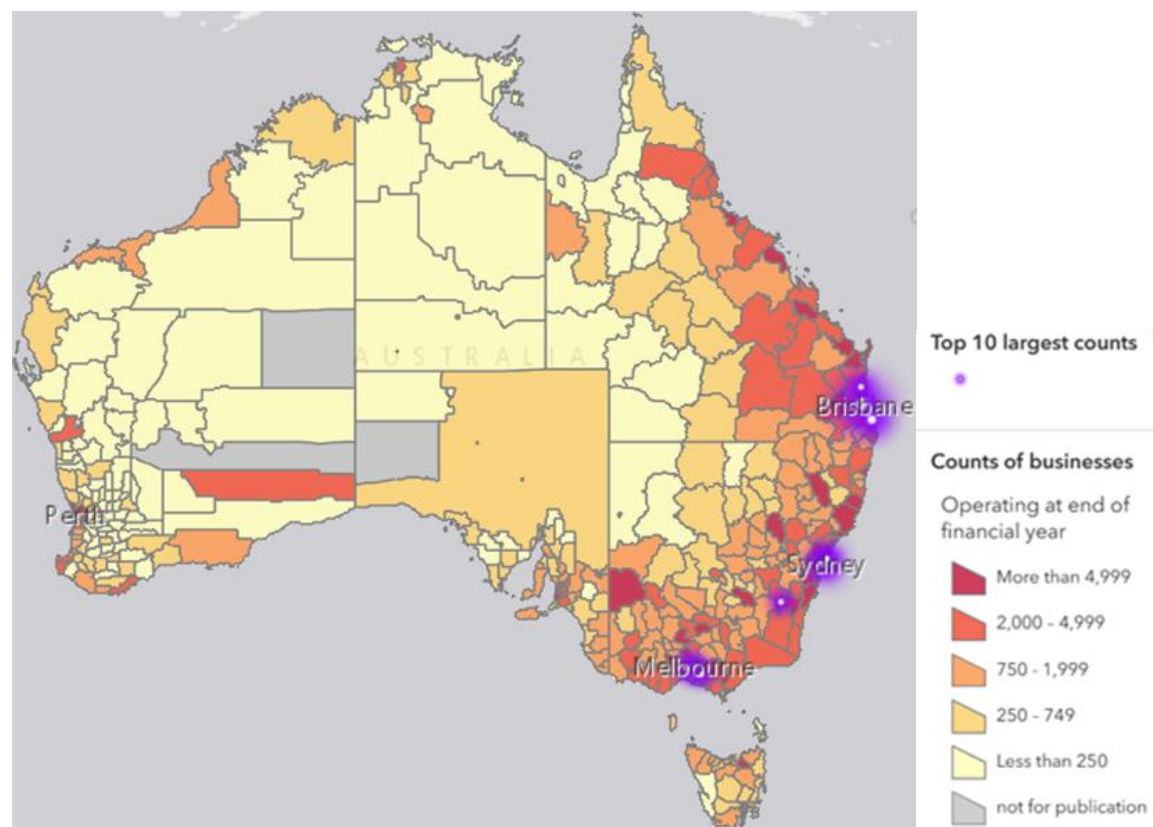 AUSTRALIA
Brisbane
Perth
Sydney
Melbourne
Top 10 largest counts
Counts of businesses
Operating at end of
financial year
More than 4,999
2,000 – 4,999
750 - 1,999
250 – 749
Less than 250
not for publication